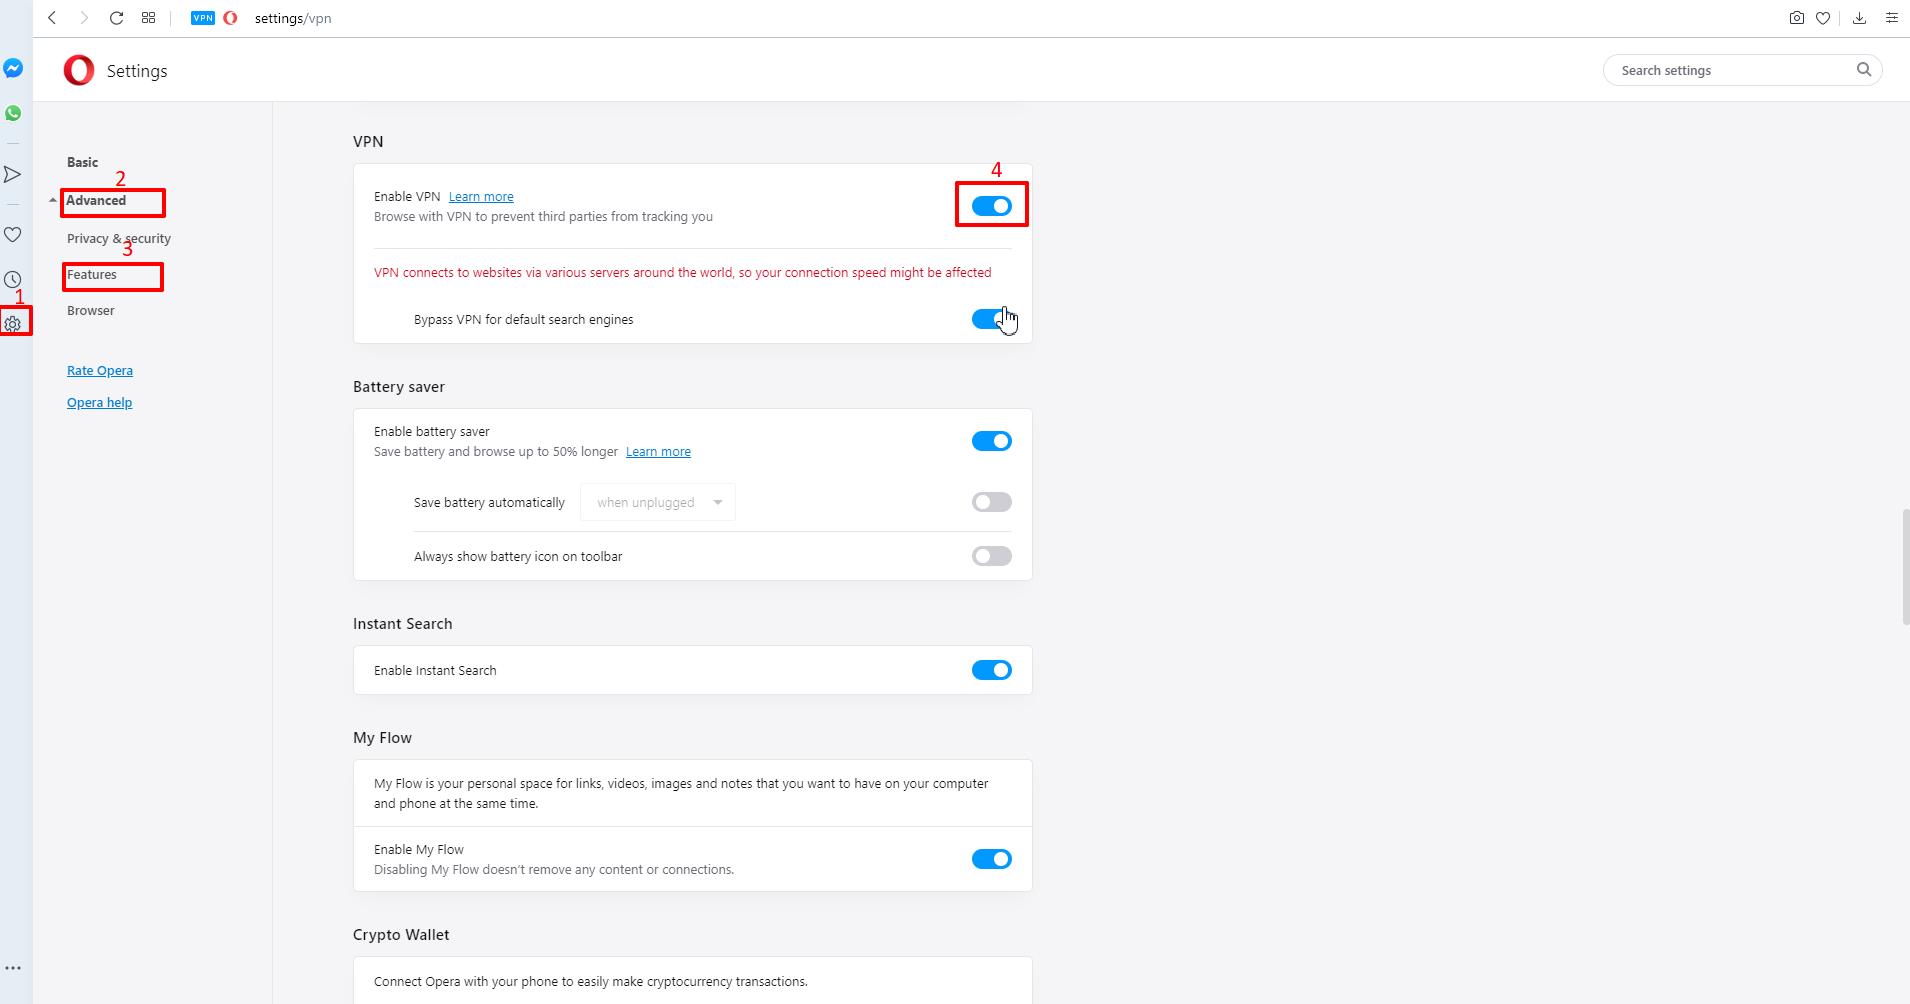 VPN settings/vpn
Settings
Search settings
Basic
2
Advanced
Privacy & security
3
Features
1
Browser
Rate Opera
Opera help
VPN
4
Enable VPN Learn more
Browse with VPN to prevent third parties from tracking you
VPN connects to websites via various servers around the world, so your connection speed might be affected
Bypass VPN for default search engines
Battery saver
Enable battery saver
Save battery and browse up to 50% longer Learn more
Save battery automatically when unplugged
Always show battery icon on toolbar
Instant Search
Enable Instant Search
My Flow
My Flow is your personal space for links, videos, images and notes that you want to have on your computer
and phone at the same time.
Enable My Flow
Disabling My Flow doesn't remove any content or connections.
Crypto Wallet
Connect Opera with your phone to easily make cryptocurrency transactions.